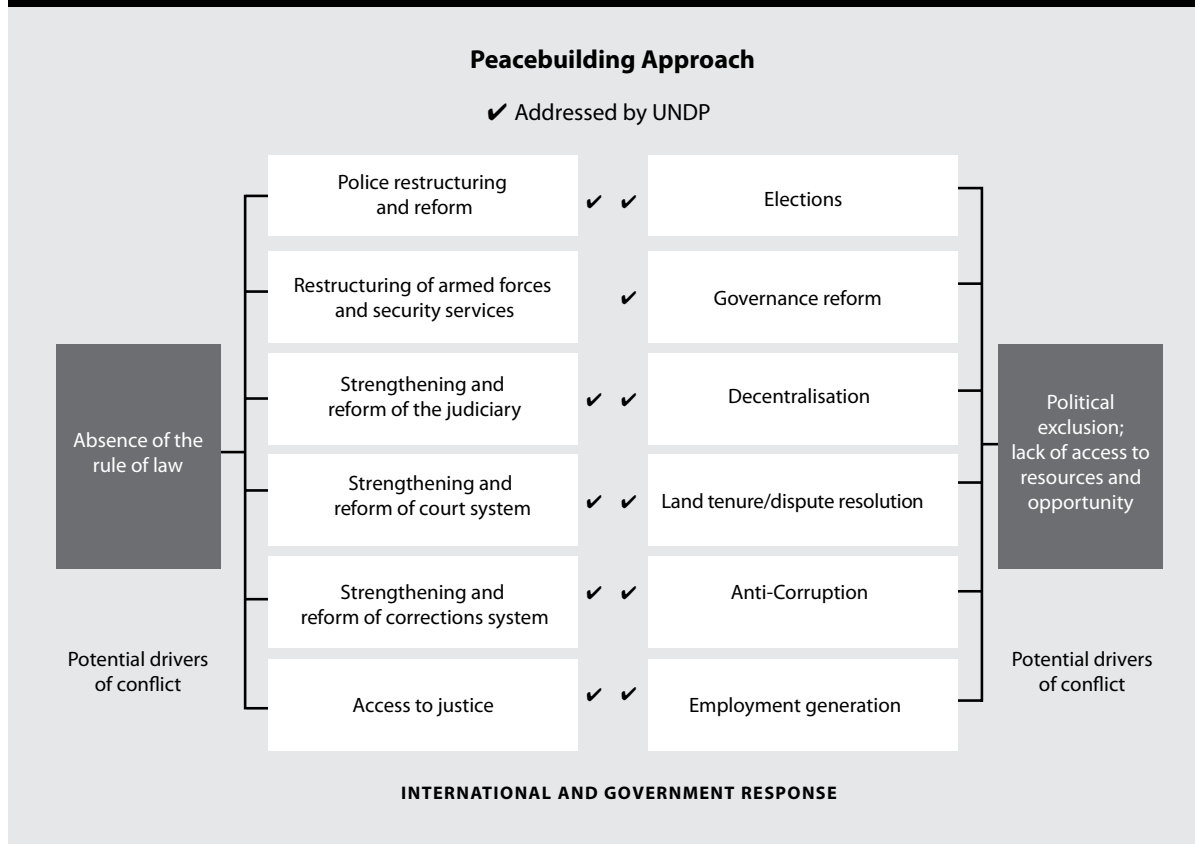 Peacebuilding Approach
✔ Addressed by UNDP
Absence of the
rule of law
Potential drivers
of conflict
Police restructuring
and reform
✔
Restructuring of armed forces
and security services
Strengthening and
reform of the judiciary
✔
Strengthening and
reform of court system
✔
Strengthening and
reform of corrections system
✔
Access to justice
✔
✔
Elections
✔
Governance reform
✔
Decentralisation
✔
Land tenure/dispute resolution
✔
Anti-Corruption
✔
Employment generation
Political
exclusion;
lack of access to
resources and
opportunity
Potential drivers
of conflict
INTERNATIONAL AND GOVERNMENT RESPONSE